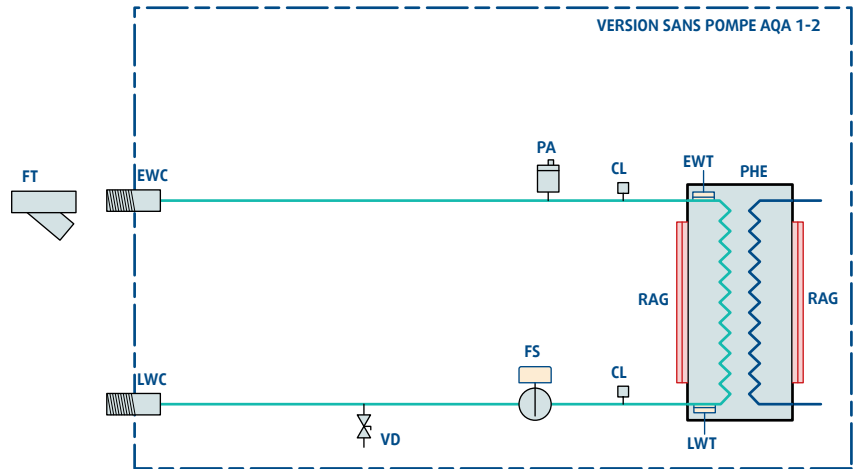 VERSION SANS POMPE AQA 1-2
PA
CL
EWT
PHE
FT
EWC
RAG
RAG
FS
CL
LWC
VD
LWT